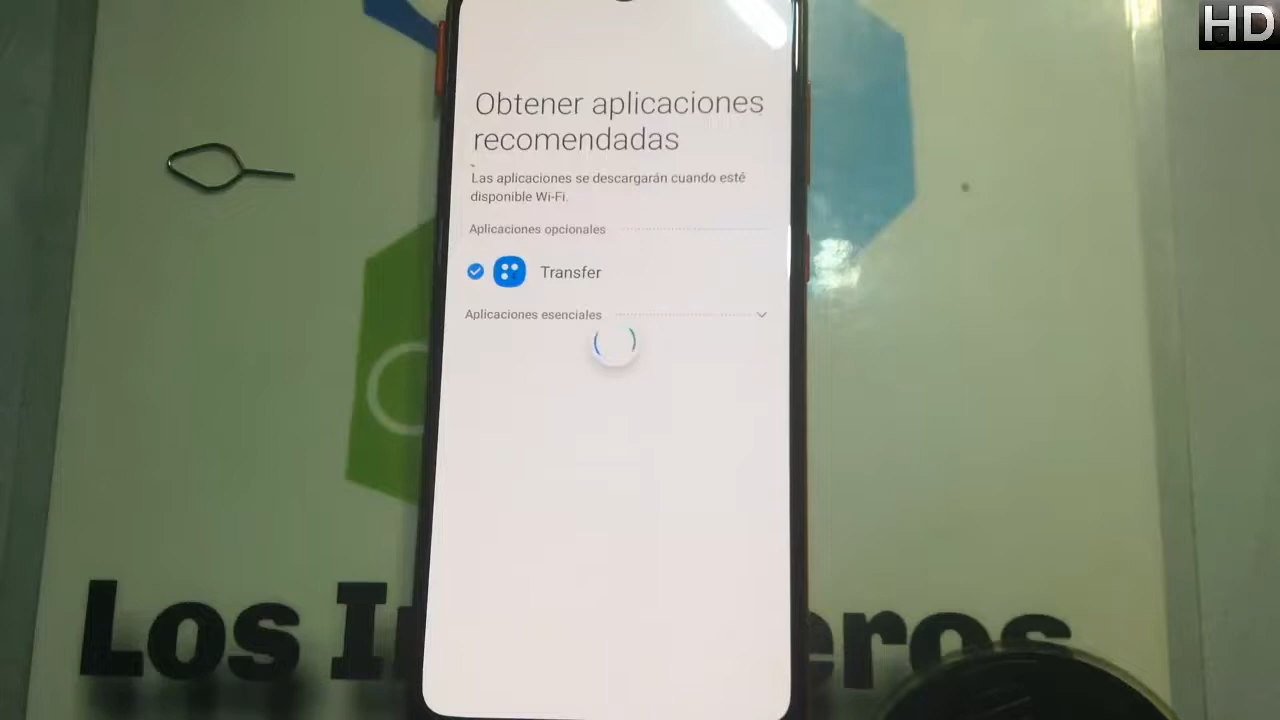 HD
Obtener aplicaciones
recomendadas
Las aplicaciones se descargarán cuando esté
disponible Wi-Fi.
Aplicaciones opcionales
Transfer
Aplicaciones esenciales
Los